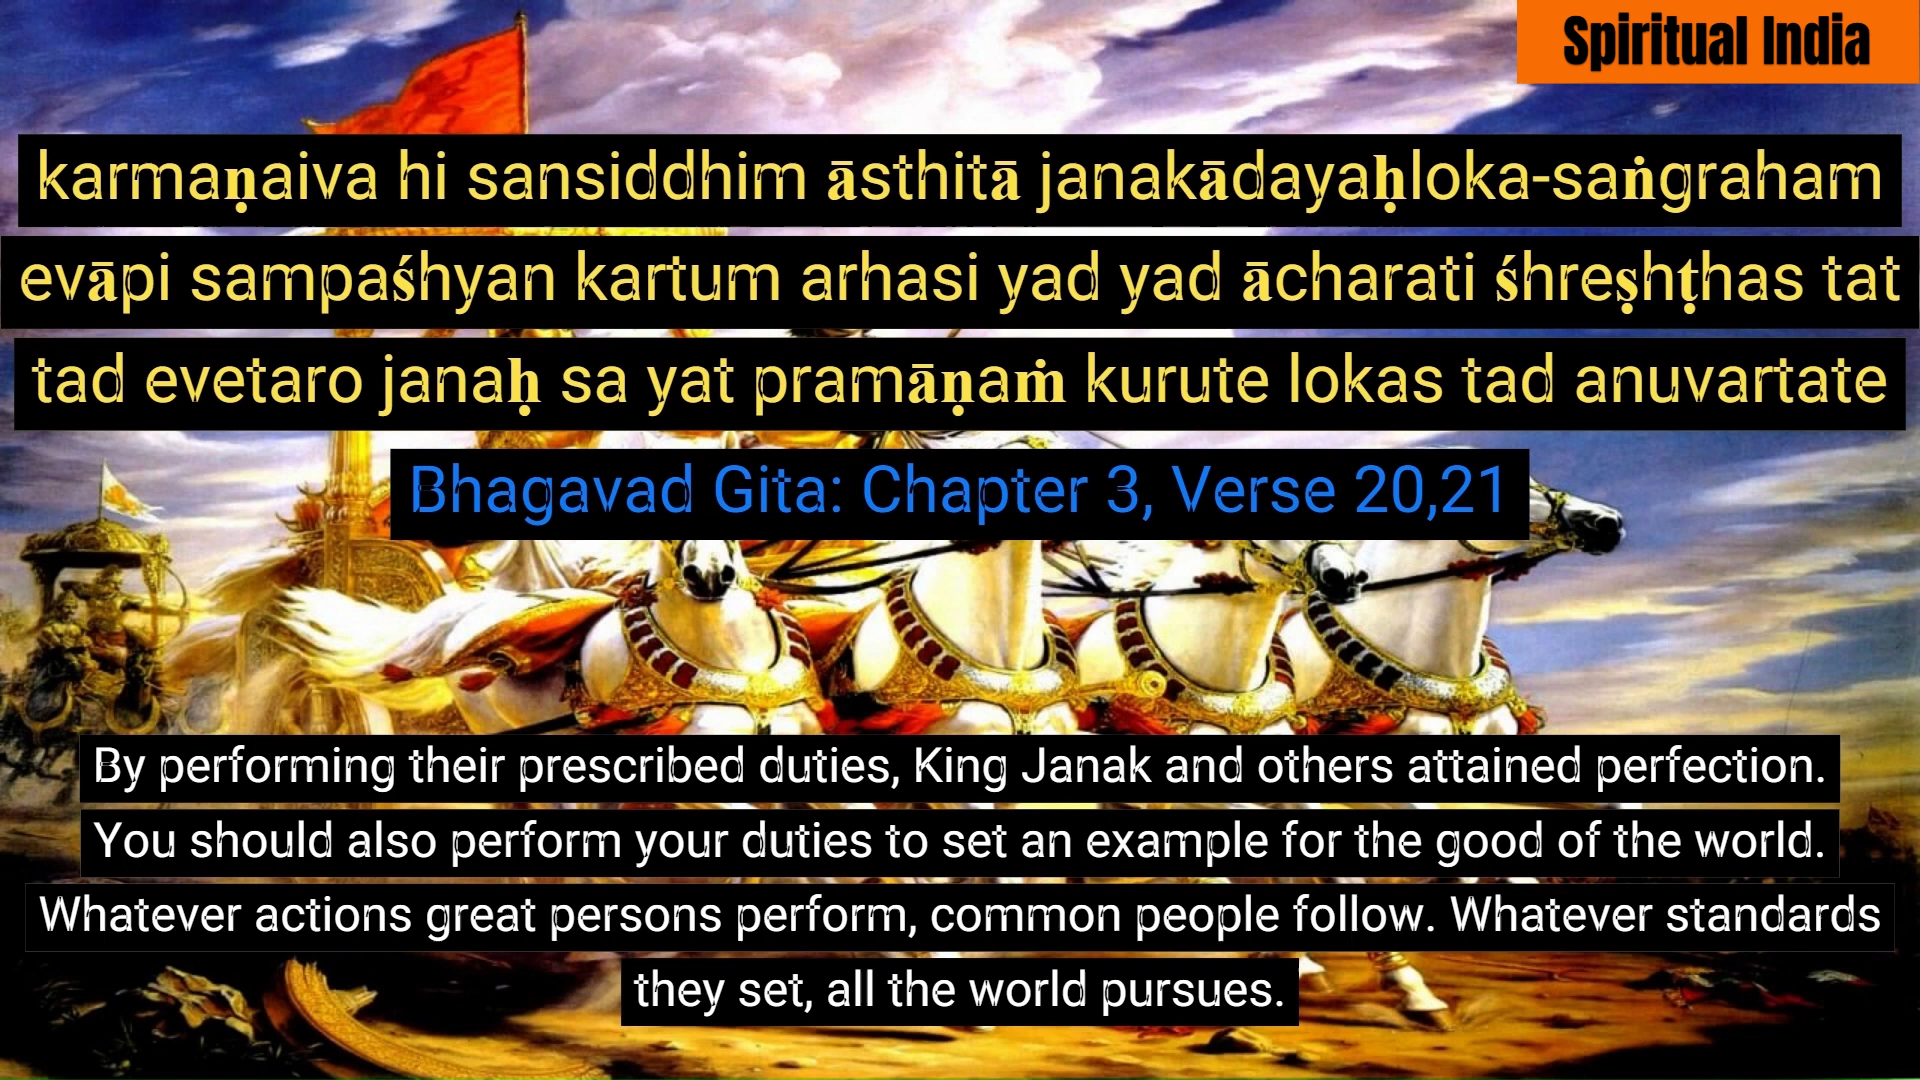 Spiritual India
karmaṇaiva hi sansiddhim āsthitā janakādayaḥloka-saṅgraham
evāpi sampaśhyan kartum arhasi yad yad ācharati śhreṣhṭhas tat
tad evetaro janaḥ sa yat pramāṇaṁ kurute lokas tad anuvartate
Bhagavad Gita: Chapter 3, Verse 20,21
By performing their prescribed duties, King Janak and others attained perfection.
You should also perform your duties to set an example for the good of the world.
Whatever actions great persons perform, common people follow. Whatever standards
they set, all the world pursues.